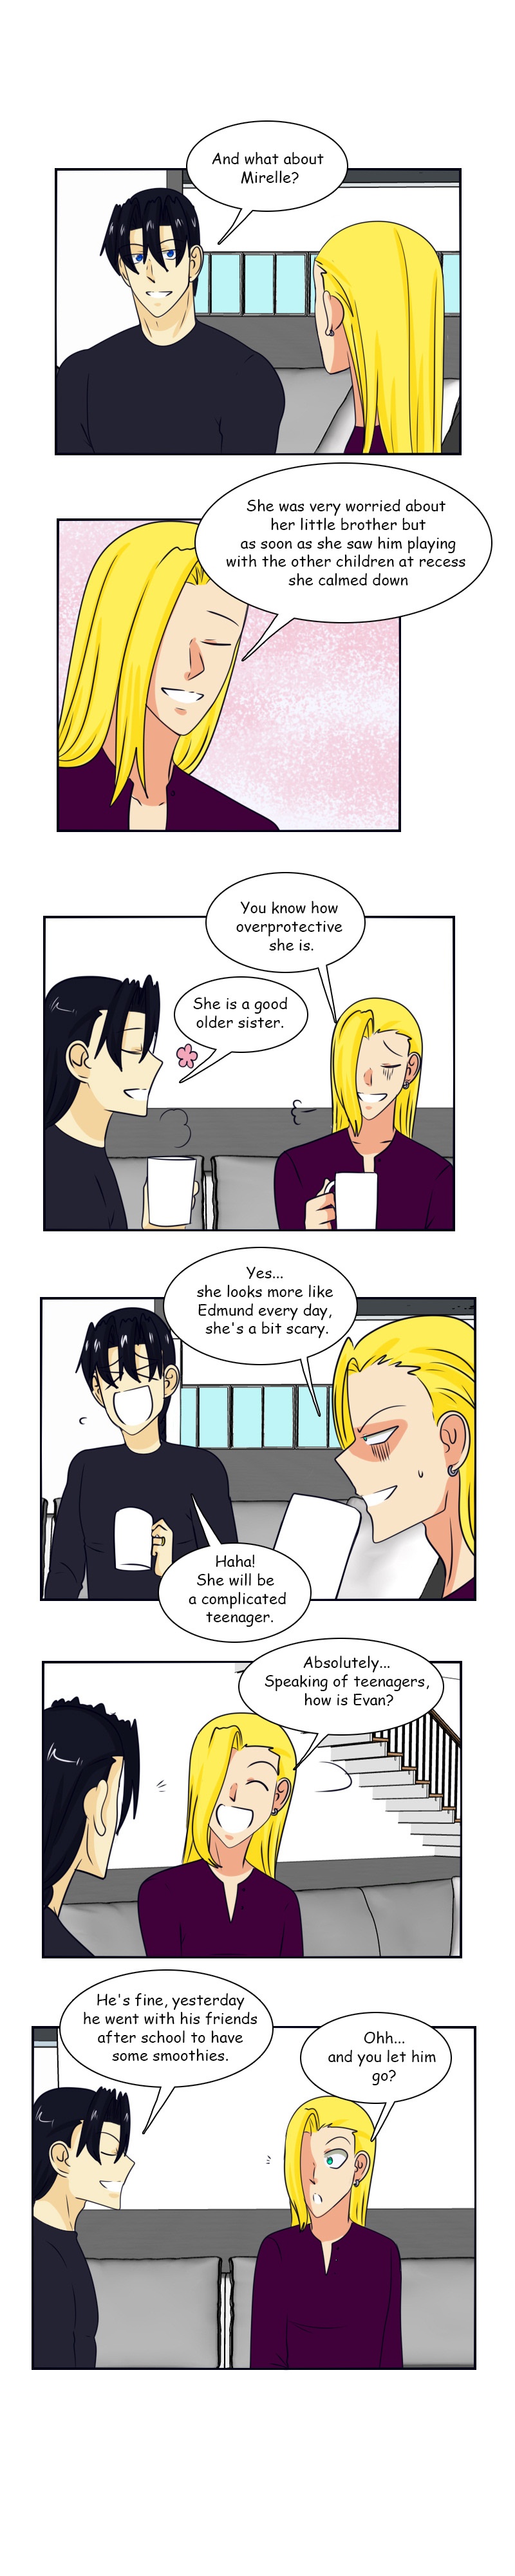 And what about
Mirelle?
She was very worried about
her little brother but
as soon as she saw him playing
with the other children at recess
she calmed down
You know how
overprotective
she is.
She is a good
older sister.
Yes...
she looks more like
Edmund every day,
she's a bit scary.
Haha!
She will be
a complicated
teenager.
Absolutely...
Speaking of teenagers,
how is Evan?
He's fine, yesterday
he went with his friends
after school to have
some smoothies.
Ohh...
and you let him
go?